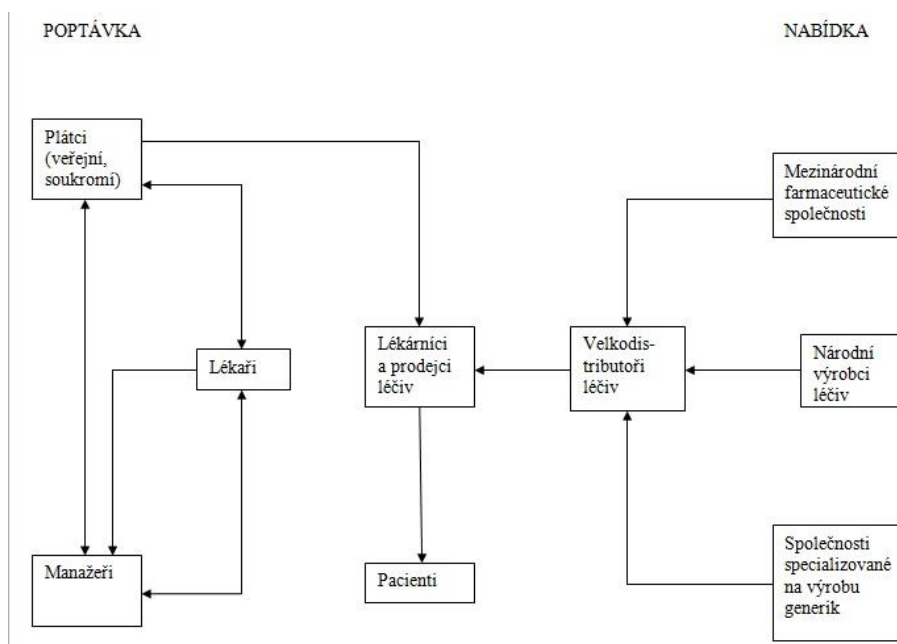 POPTÁVKA
NABÍDKA
Plátci
(veřejní,
soukromí)
Mezinárodní
farmaceutické
společnosti
Lékaři
Lékárníci
a prodejci
léčiv
Velkodis-
tributoři
léčiv
Národní
výrobci
léčiv
Manažeři
Pacienti
Společnosti
specializované
na výrobu
generik